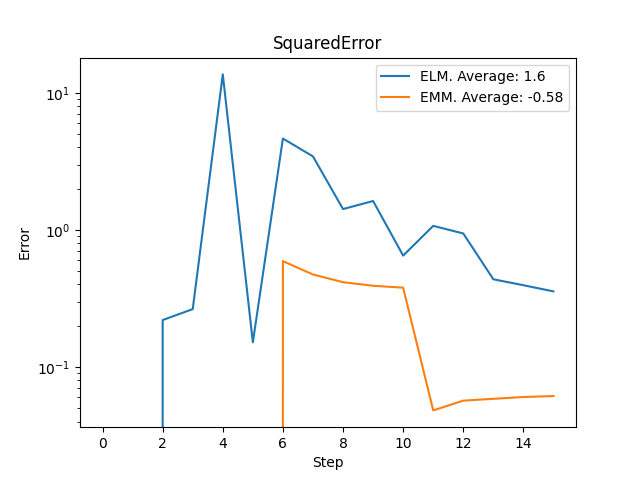 SquaredError
ELM. Average: 1.6
EMM. Average: -0.58
Error
10¹
10⁰
10⁻¹
0 2 4 6 8 10 12 14
Step